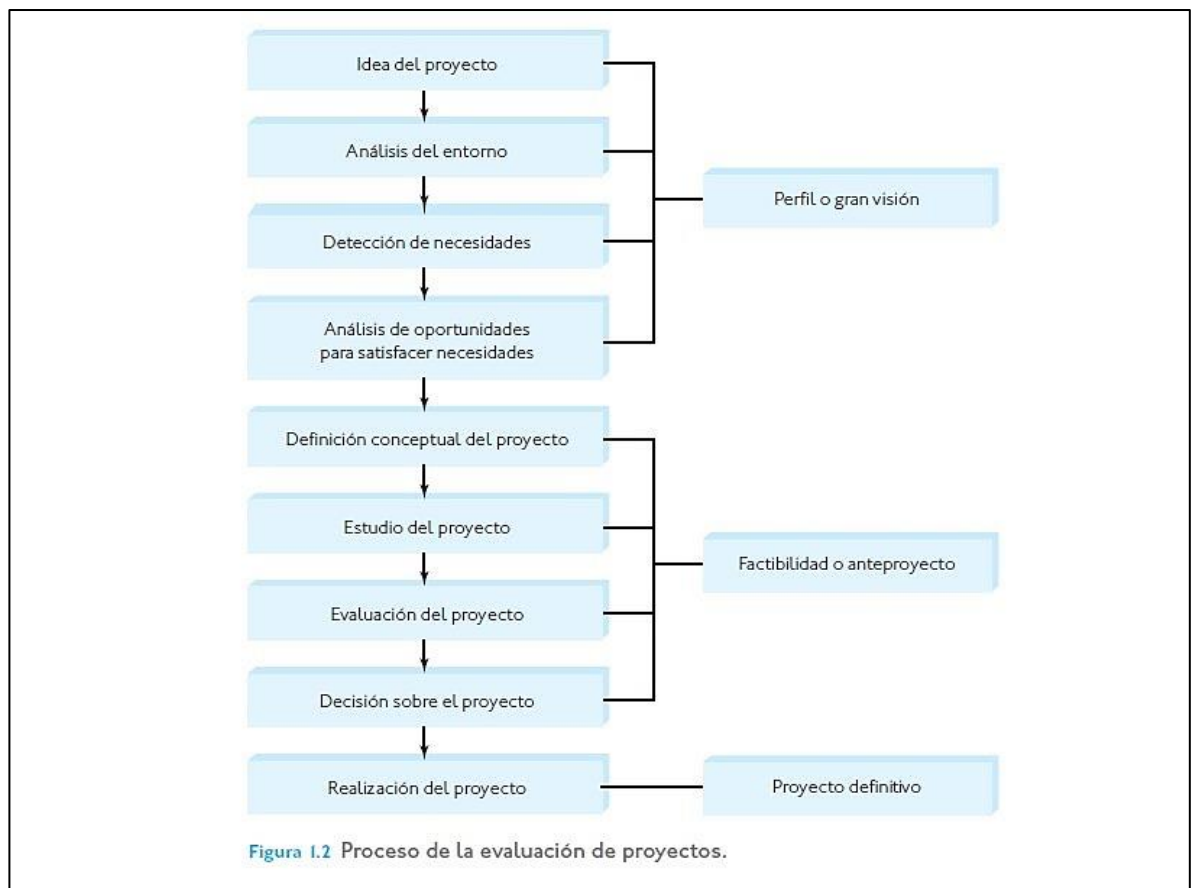 Idea del proyecto
Análisis del entorno
Detección de necesidades
Análisis de oportunidades
para satisfacer necesidades
Perfil o gran visión
Definición conceptual del proyecto
Estudio del proyecto
Evaluación del proyecto
Decisión sobre el proyecto
Factibilidad o anteproyecto
Realización del proyecto
Proyecto definitivo
Figura 1.2 Proceso de la evaluación de proyectos.